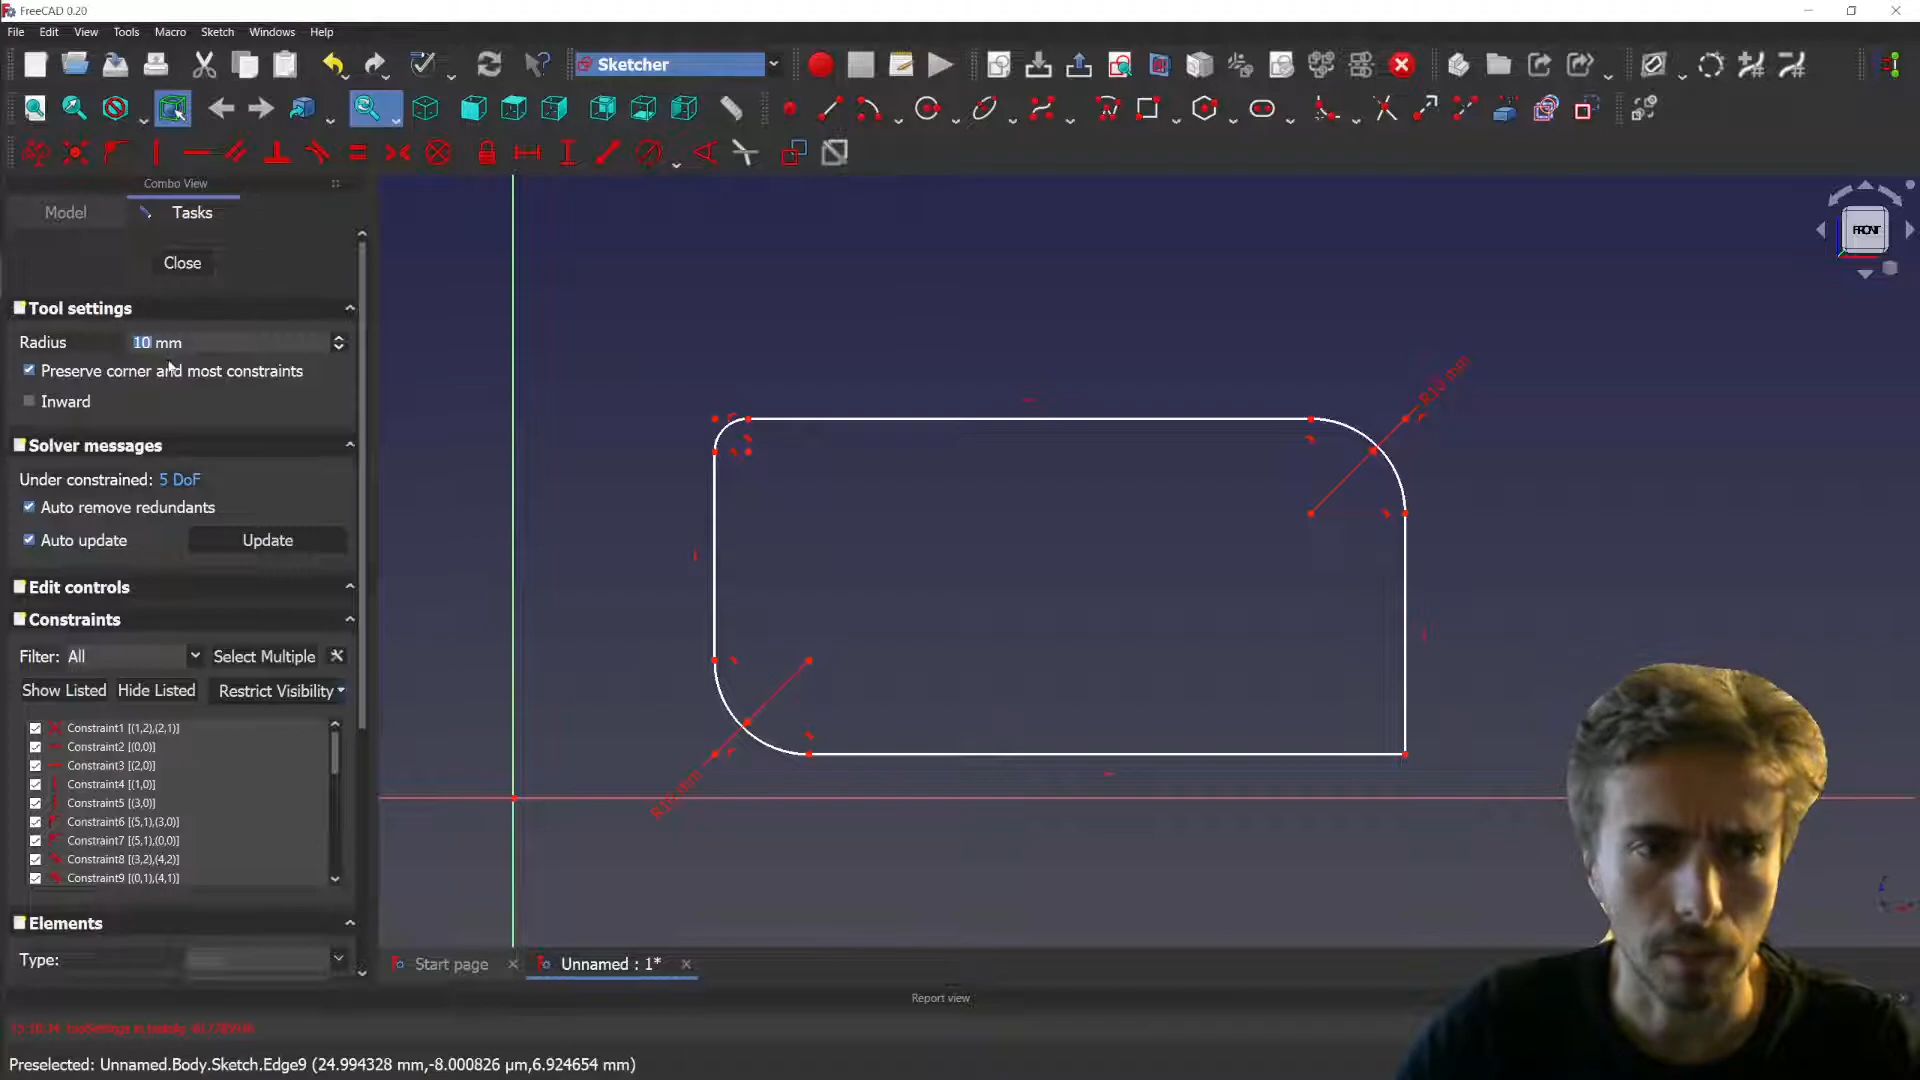 FreeCAD 0.20
File Edit View Tools Macro Sketch Windows Help
Sketcher
Combo View
Model Tasks
Close
Tool settings
Radius 10 mm
Preserve corner and most constraints
Inward
Solver messages
Under constrained: 5 DoF
Auto remove redundants
Auto update Update
Edit controls
Constraints
Filter: All Select Multiple
Show Listed Hide Listed Restrict Visibility
Constraint1 [(1,2),(2,1)]
Constraint2 [(0,0)]
Constraint3 [(2,0)]
Constraint4 [(1,0)]
Constraint5 [(3,0)]
Constraint6 [(5,1),(3,0)]
Constraint7 [(5,1),(0,0)]
Constraint8 [(3,2),(4,2)]
Constraint9 [(0,1),(4,1)]
Elements
Type:
FRONT
R10 mm
R10 mm
Start page Unnamed : 1*
Report view
Preselected: Unnamed.Body.Sketch.Edge9 (24.994328 mm,-8.000826 µm,6.924654 mm)